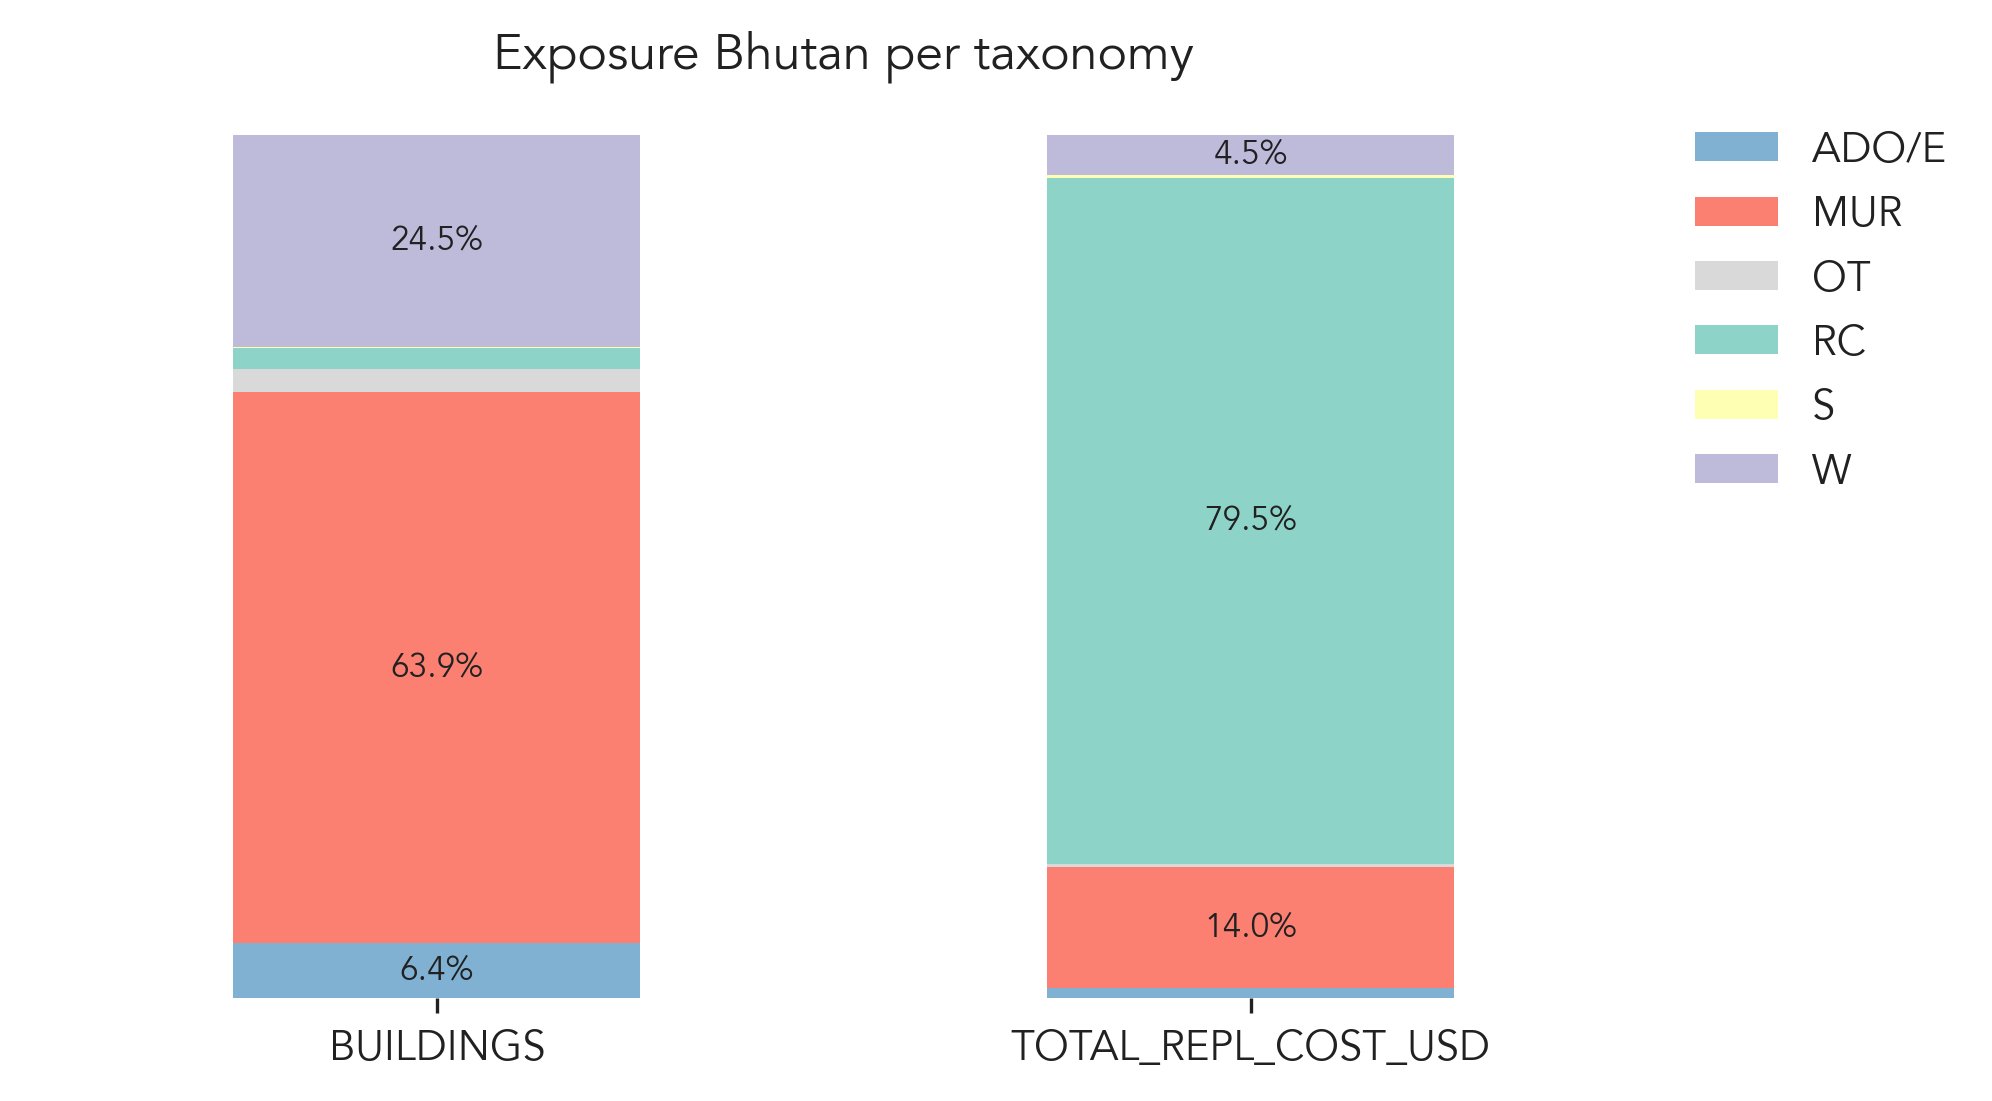 Exposure Bhutan per taxonomy
24.5%
63.9%
6.4%
BUILDINGS
4.5%
79.5%
14.0%
TOTAL_REPL_COST_USD
ADO/E
MUR
OT
RC
S
W